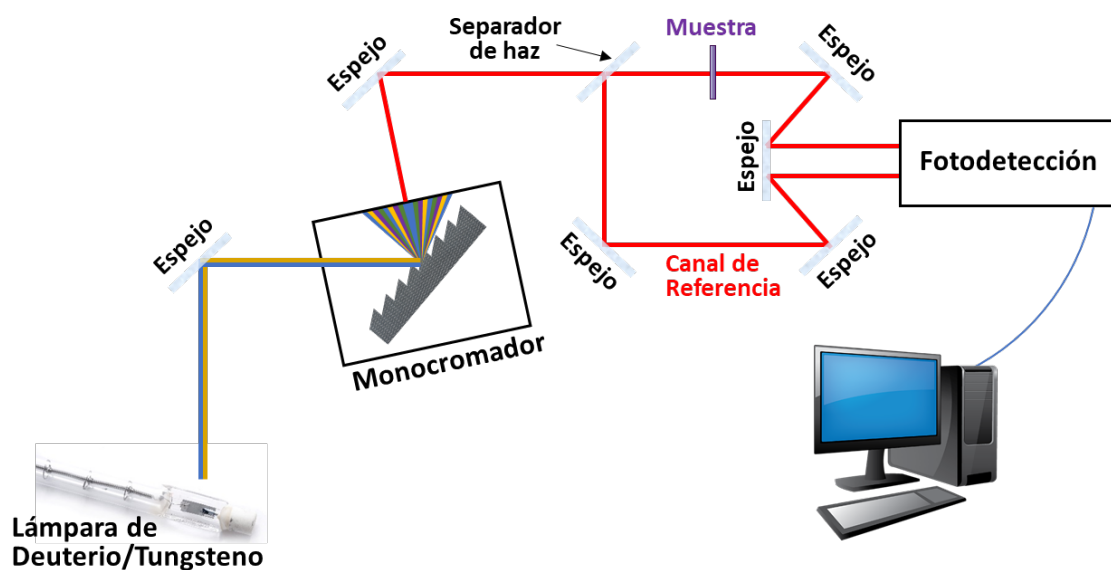 Separador
de haz
Muestra
Espejo
Espejo
Espejo
Fotodetección
Espejo
Espejo
Espejo
Canal de
Referencia
Monocromador
Lámpara de
Deuterio/Tungsteno